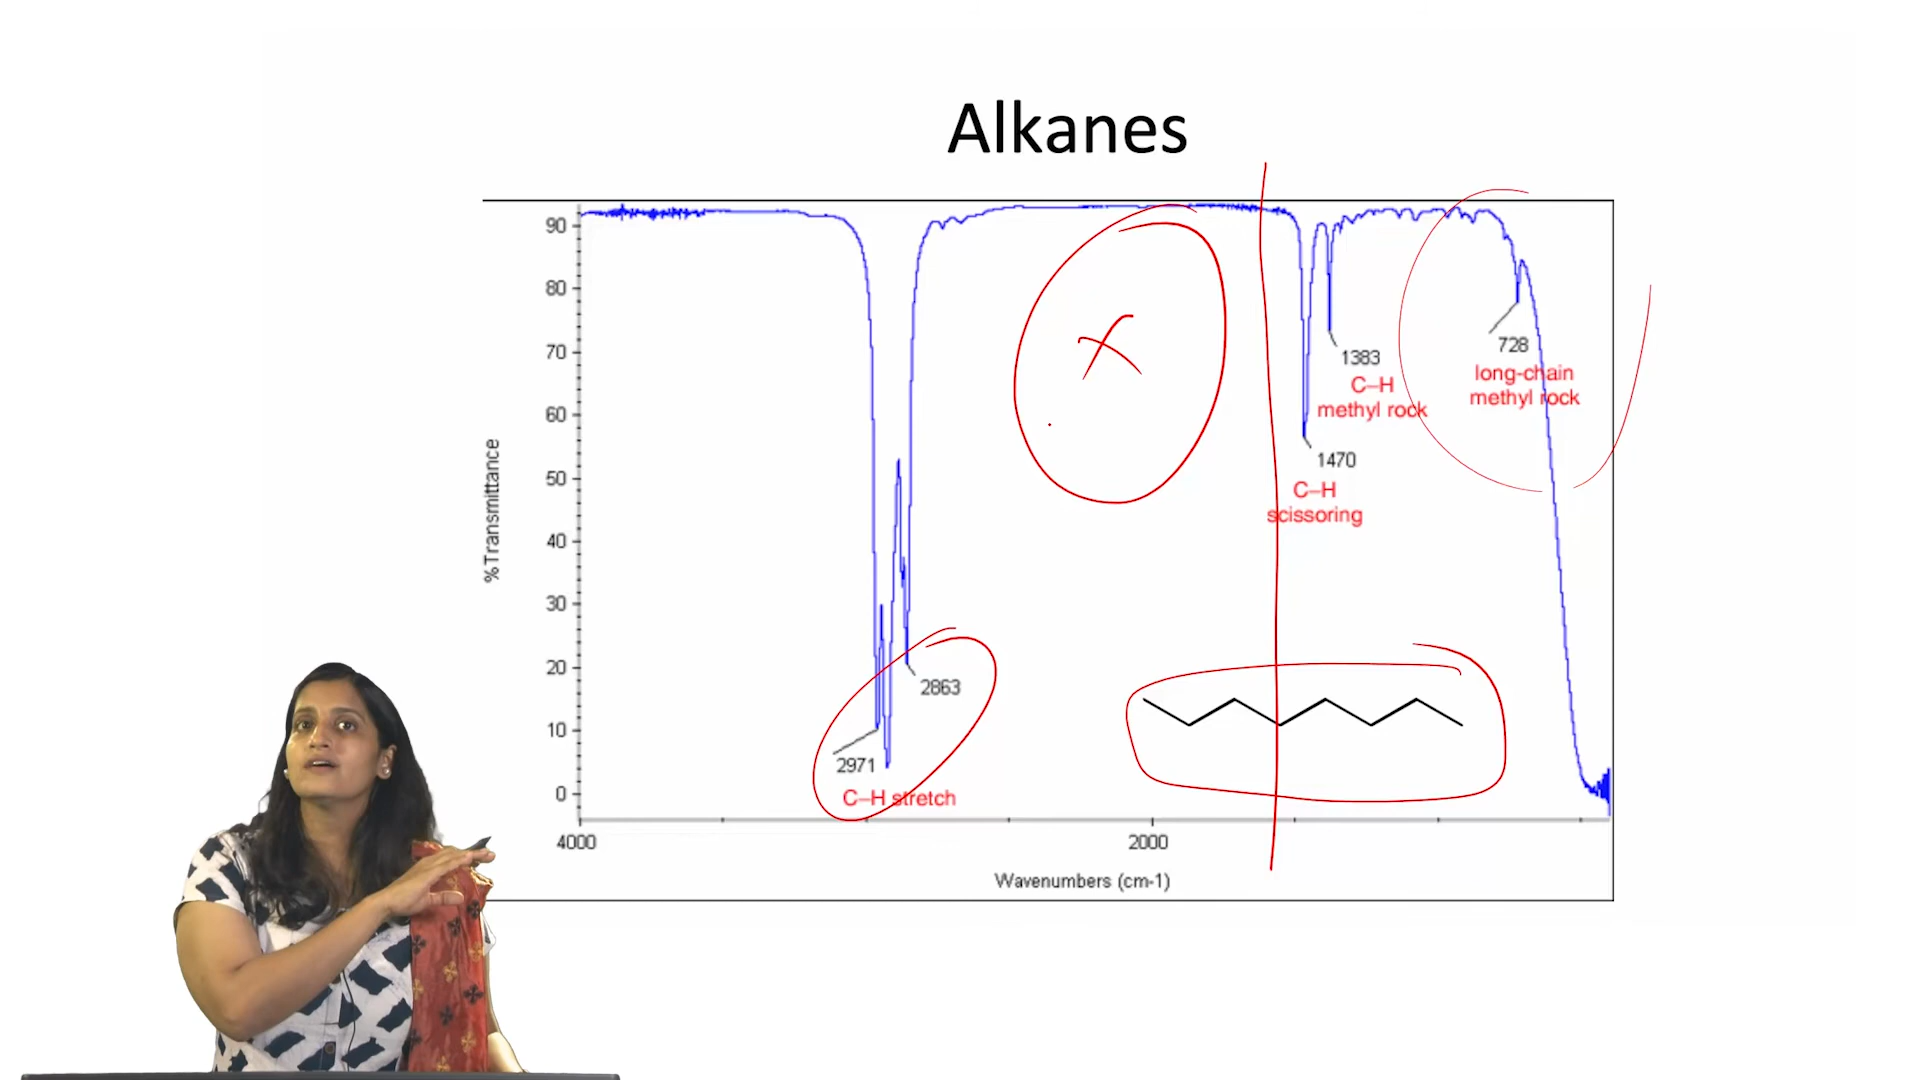 Alkanes
90
80
70
60
50
40
30
20
10
0
%Transmittance
4000
2000
Wavenumbers (cm-1)
2971
C–H stretch
2863
1470
C–H
scissoring
1383
C–H
methyl rock
728
long-chain
methyl rock